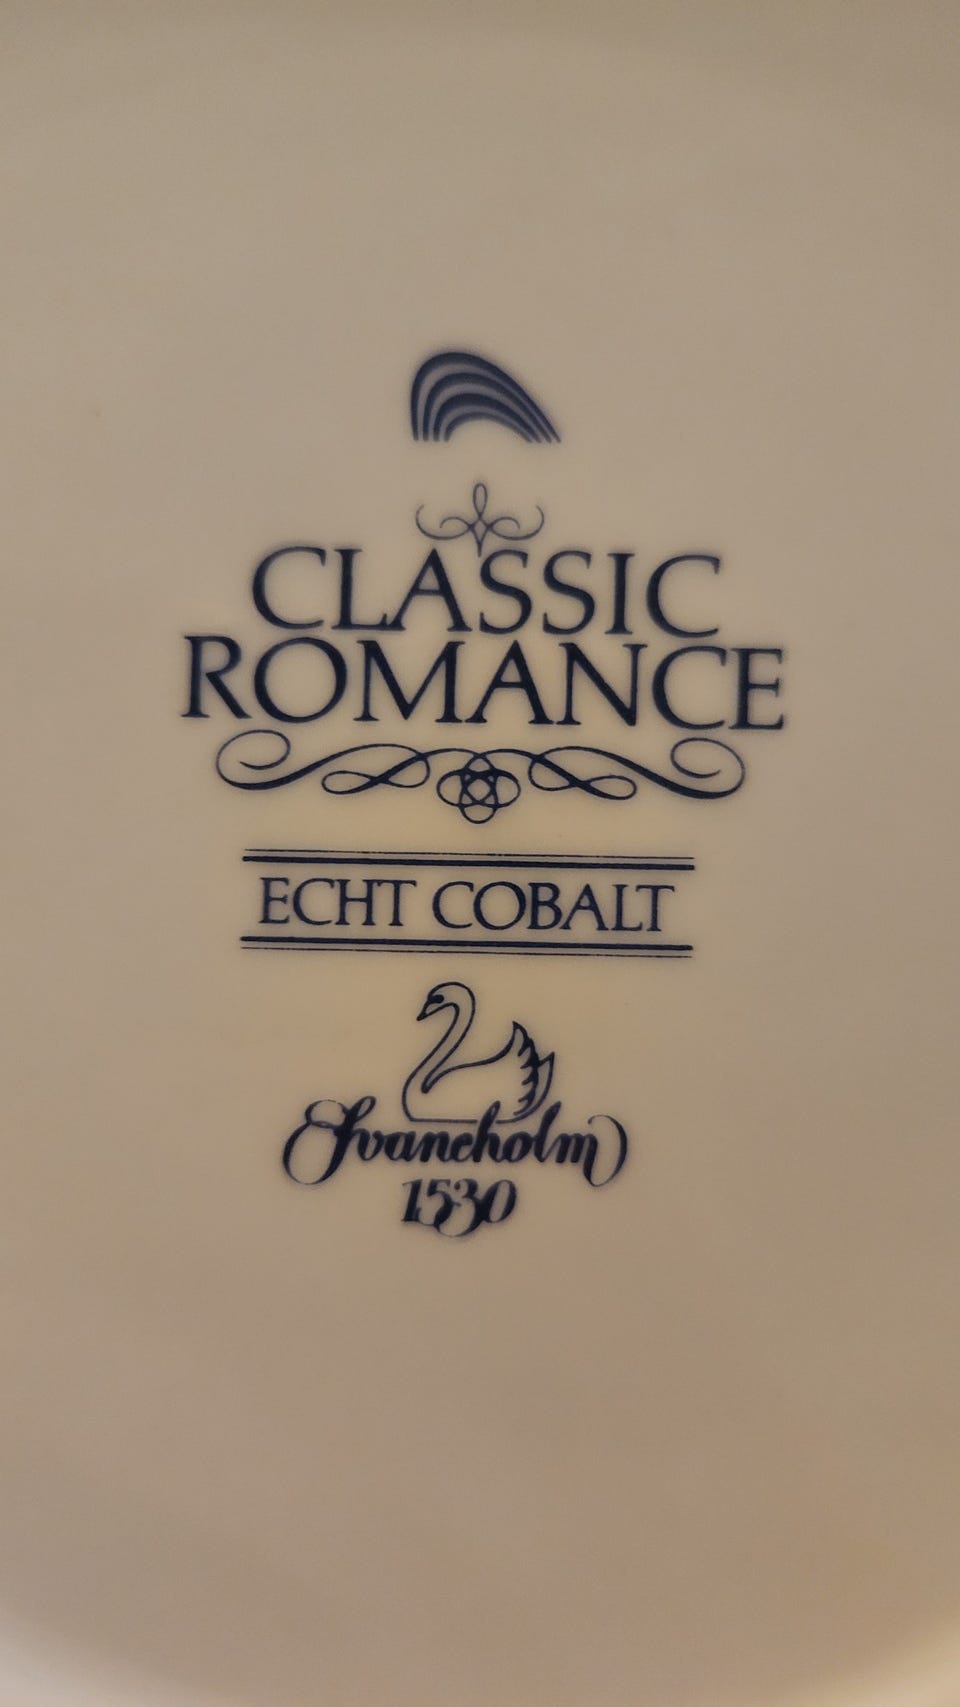 CLASSIC
ROMANCE
ECHT COBALT
Svaneholm
1530